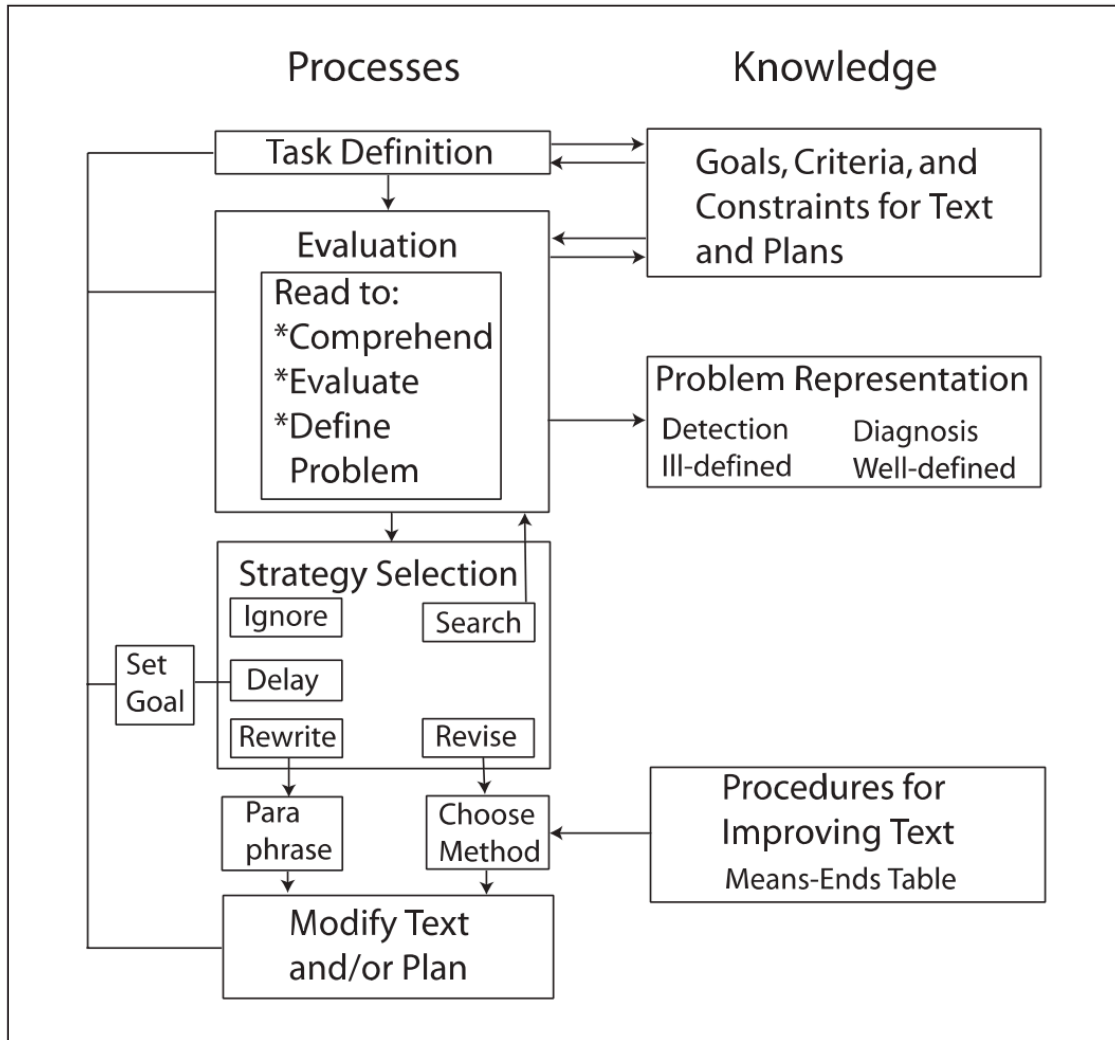 Processes
Knowledge
Task Definition
Goals, Criteria, and
Constraints for Text
and Plans
Evaluation
Read to:
*Comprehend
*Evaluate
*Define
Problem
Problem Representation
Detection Diagnosis
Ill-defined Well-defined
Strategy Selection
Ignore
Search
Set
Goal
Delay
Rewrite
Revise
Para
phrase
Choose
Method
Procedures for
Improving Text
Means-Ends Table
Modify Text
and/or Plan